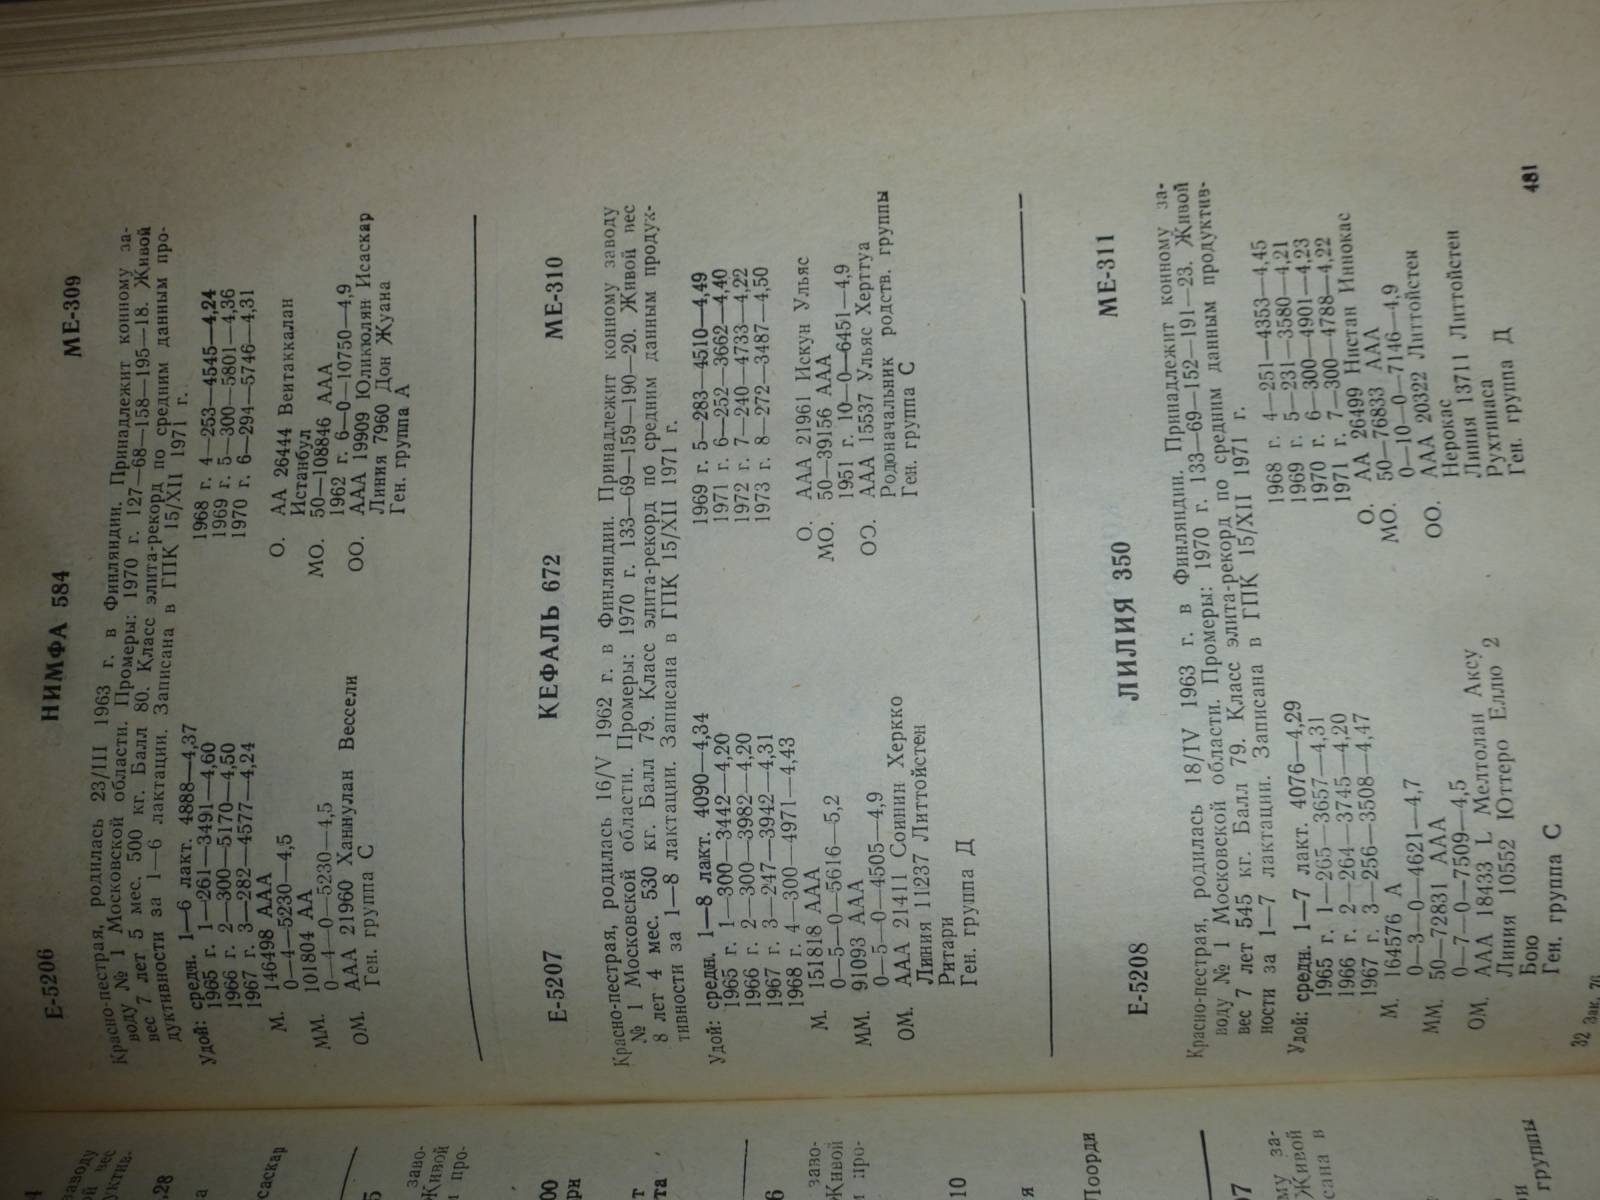 Е-5206 НИМФА 584 МЕ-309
Красно-пестрая, родилась 23/III 1963 г. в Финляндии. Принадлежит конному за-
воду № 1 Московской области. Промеры: 1970 г. 127—68—158—195—18. Живой
вес 7 лет 5 мес. 500 кг. Балл 80. Класс элита-рекорд по средним данным про-
дуктивности за 1—6 лактации. Записана в ГПК 15/XII 1971 г.
Удой: средн. 1—6 лакт. 4888—4,37
1965 г. 1—261—3491—4,60
1966 г. 2—300—5170—4,50
1967 г. 3—282—4577—4,24
1968 г. 4—253—4545—4,24
1969 г. 5—300—5801—4,36
1970 г. 6—294—5746—4,31
М. 146498 ААА
0—4—5230—4,5
ММ. 101804 АА
0—4—0—5230—4,5
ОМ. ААА 21960 Ханнулан Вессели
Ген. группа С
О. АА 26444 Вентаккалан
Истанбул
МО. 50—108846 ААА
1962 г. 6—0—10750—4,9
ОО. ААА 19909 Юликюлян Исаскар
Линия 7960 Дон Жуана
Ген. группа А
Е-5207 КЕФАЛЬ 672 МЕ-310
Красно-пестрая, родилась 16/V 1962 г. в Финляндии. Принадлежит конному заводу
№ 1 Московской области. Промеры: 1970 г. 133—69—159—190—20. Живой вес
8 лет 4 мес. 530 кг. Балл 79. Класс элита-рекорд по средним данным продук-
тивности за 1—8 лактации. Записана в ГПК 15/XII 1971 г.
Удой: средн. 1—8 лакт. 4090—4,34
1965 г. 1—300—3442—4,20
1966 г. 2—300—3982—4,20
1967 г. 3—247—3942—4,31
1968 г. 4—300—4971—4,43
1969 г. 5—283—4510—4,49
1971 г. 6—252—3662—4,40
1972 г. 7—240—4733—4,22
1973 г. 8—272—3487—4,50
М. 151818 ААА
0—5—0—5616—5,2
ММ. 91093 ААА
0—5—0—4505—4,9
ОМ. ААА 21411 Соинин Херкко
Линия 11237 Литтойстен
Ритари
Ген. группа Д
О. ААА 21961 Искун Ульяс
МО. 50—39156 ААА
1951 г. 10—0—6451—4,9
ОО. ААА 15537 Ульяс Херттуа
Родоначальник родств. группы
Ген. группа С
Е-5208 ЛИЛИЯ 350 МЕ-311
Красно-пестрая, родилась 18/IV 1963 г. в Финляндии. Принадлежит конному за-
воду № 1 Московской области. Промеры: 1970 г. 133—69—152—191—23. Живой
вес 7 лет 545 кг. Балл 79. Класс элита-рекорд по средним данным продуктив-
ности за 1—7 лактации. Записана в ГПК 15/XII 1971 г.
Удой: средн. 1—7 лакт. 4076—4,29
1965 г. 1—265—3657—4,31
1966 г. 2—264—3745—4,20
1967 г. 3—256—3508—4,47
1968 г. 4—251—4353—4,45
1969 г. 5—231—3580—4,21
1970 г. 6—300—4901—4,23
1971 г. 7—300—4788—4,22
М. 164576 А
0—3—0—4621—4,7
ММ. 50—72831 ААА
0—7—0—7509—4,5
ОМ. ААА 18433 L Мелтолан Аксу
Линия 10552 Юттеро Еллю 2
Бою
Ген. группа С
О. АА 26499 Нистан Иннокас
МО. 50—76833 ААА
0—10—0—7146—4,9
ОО. ААА 20322 Литтойстен
Нерокас
Линия 13711 Литтойстен
Рухтинаса
Ген. группа Д
32 Зак. 481